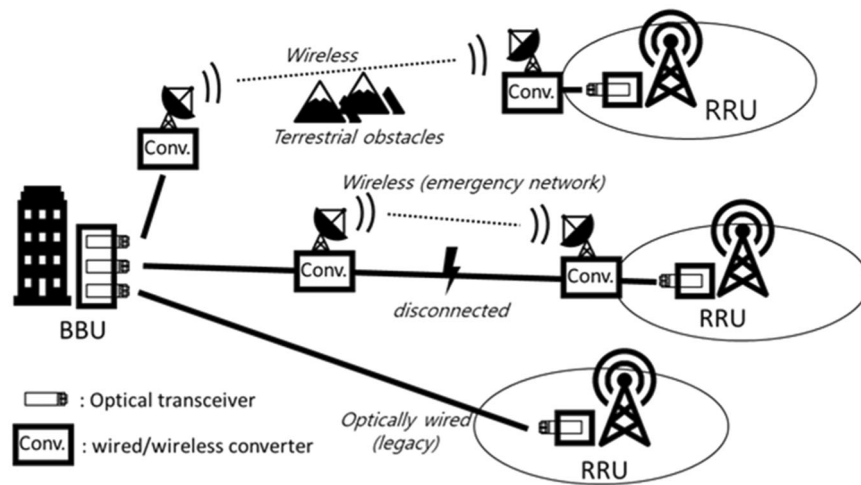 Wireless
Conv.
RRU
Terrestrial obstacles
Conv.
Wireless (emergency network)
Conv.
Conv.
disconnected
RRU
BBU
: Optical transceiver
Conv. : wired/wireless converter
Optically wired
(legacy)
RRU